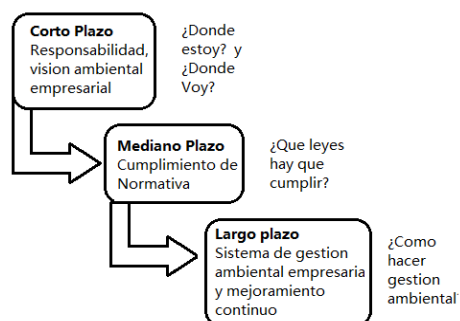 Corto Plazo
Responsabilidad,
vision ambiental
empresarial
¿Donde
estoy? y
¿Donde
Voy?
Mediano Plazo
Cumplimiento de
Normativa
¿Que leyes
hay que
cumplir?
Largo plazo
Sistema de gestion
ambiental empresaria
y mejoramiento
continuo
¿Como
hacer
gestion
ambiental?